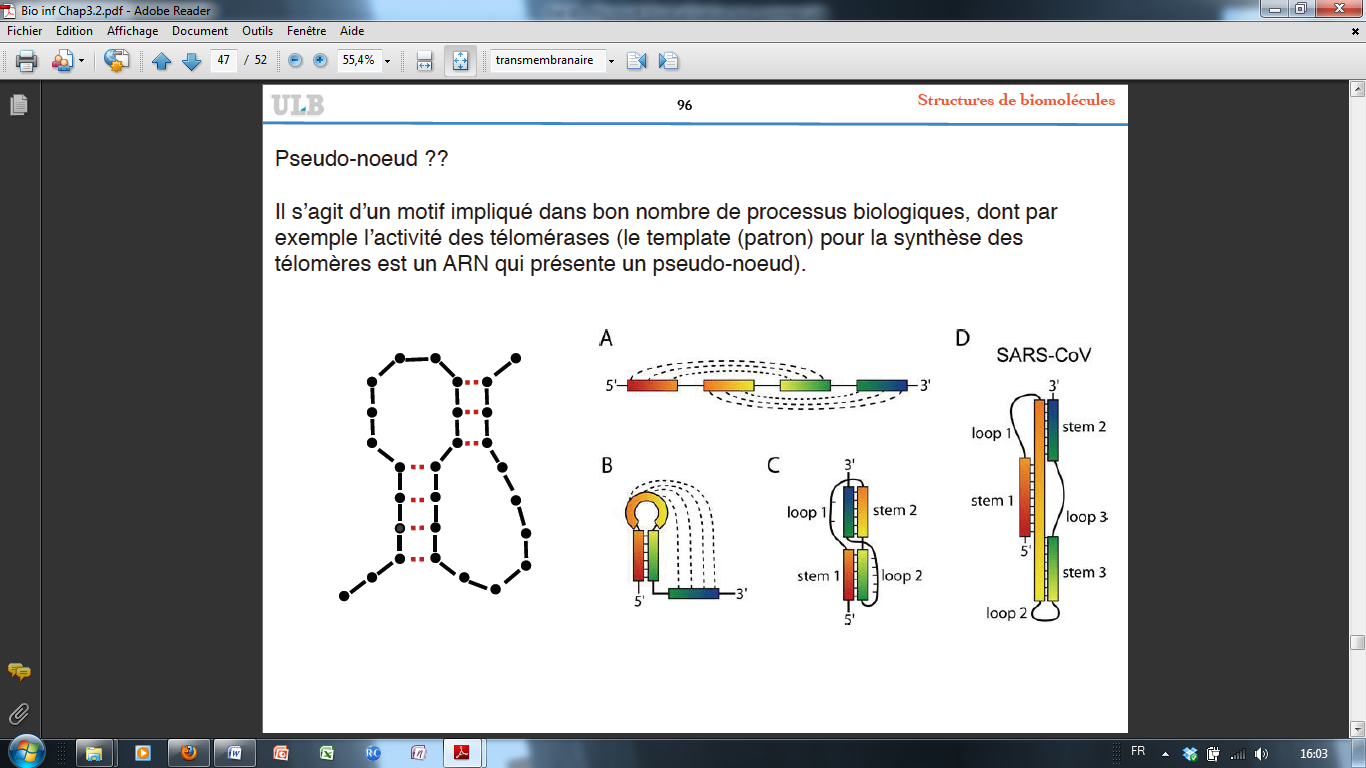 Bio inf Chap3.2.pdf - Adobe Reader
Fichier Edition Affichage Document Outils Fenêtre Aide
47 / 52 55,4% transmembranaire
ULB 96 Structures de biomolécules
Pseudo-noeud ??
Il s’agit d’un motif impliqué dans bon nombre de processus biologiques, dont par
exemple l’activité des télomérases (le template (patron) pour la synthèse des
télomères est un ARN qui présente un pseudo-noeud).
A
5' 3'
B
5' 3'
C
3'
loop 1 stem 2
stem 1 loop 2
5'
D
SARS-CoV
3'
loop 1 stem 2
stem 1
loop 3
5'
stem 3
loop 2
FR 16:03